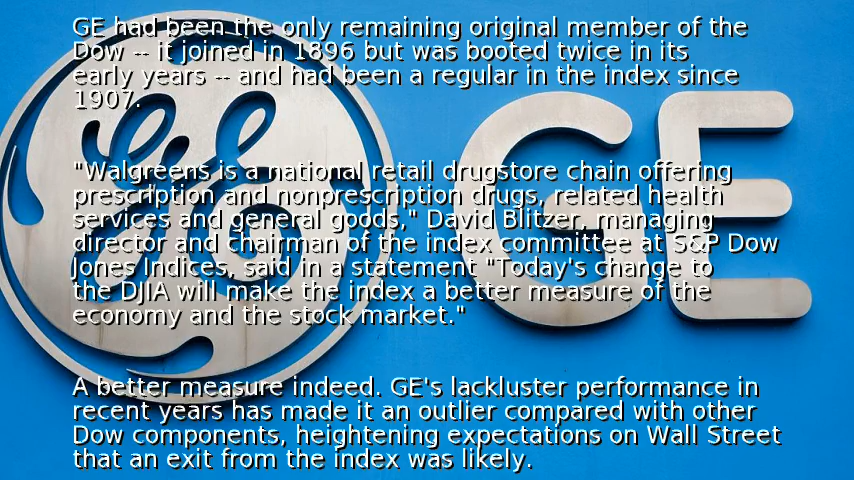 GE had been the only remaining original member of the
Dow -- it joined in 1896 but was booted twice in its
early years -- and had been a regular in the index since
1907.
"Walgreens is a national retail drugstore chain offering
prescription and nonprescription drugs, related health
services and general goods," David Blitzer, managing
director and chairman of the index committee at S&P Dow
Jones Indices, said in a statement "Today's change to
the DJIA will make the index a better measure of the
economy and the stock market."
A better measure indeed. GE's lackluster performance in
recent years has made it an outlier compared with other
Dow components, heightening expectations on Wall Street
that an exit from the index was likely.
GE
GE